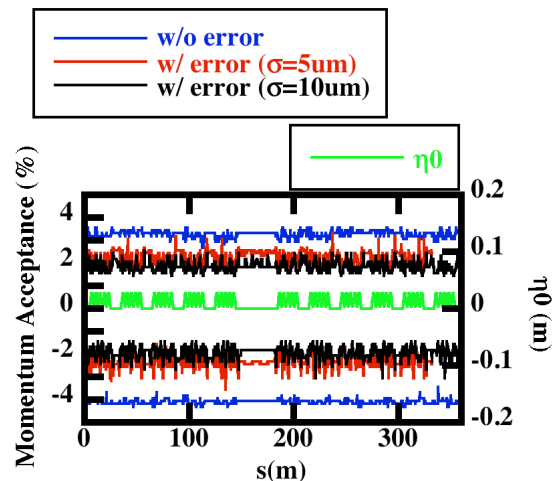 w/o error
w/ error (σ=5um)
w/ error (σ=10um)
η0
Momentum Acceptance (%)
4
2
0
-2
-4
0.2
0.1
0
-0.1
-0.2
η0 (m)
0
100
200
300
s(m)